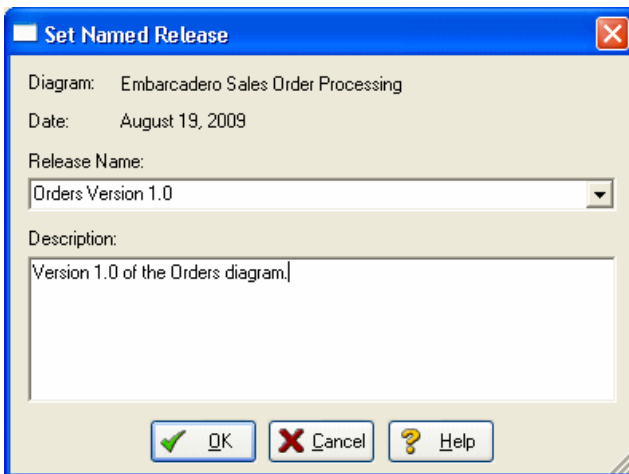 Set Named Release
Diagram: Embarcadero Sales Order Processing
Date: August 19, 2009
Release Name:
Orders Version 1.0
Description:
Version 1.0 of the Orders diagram.
OK Cancel Help